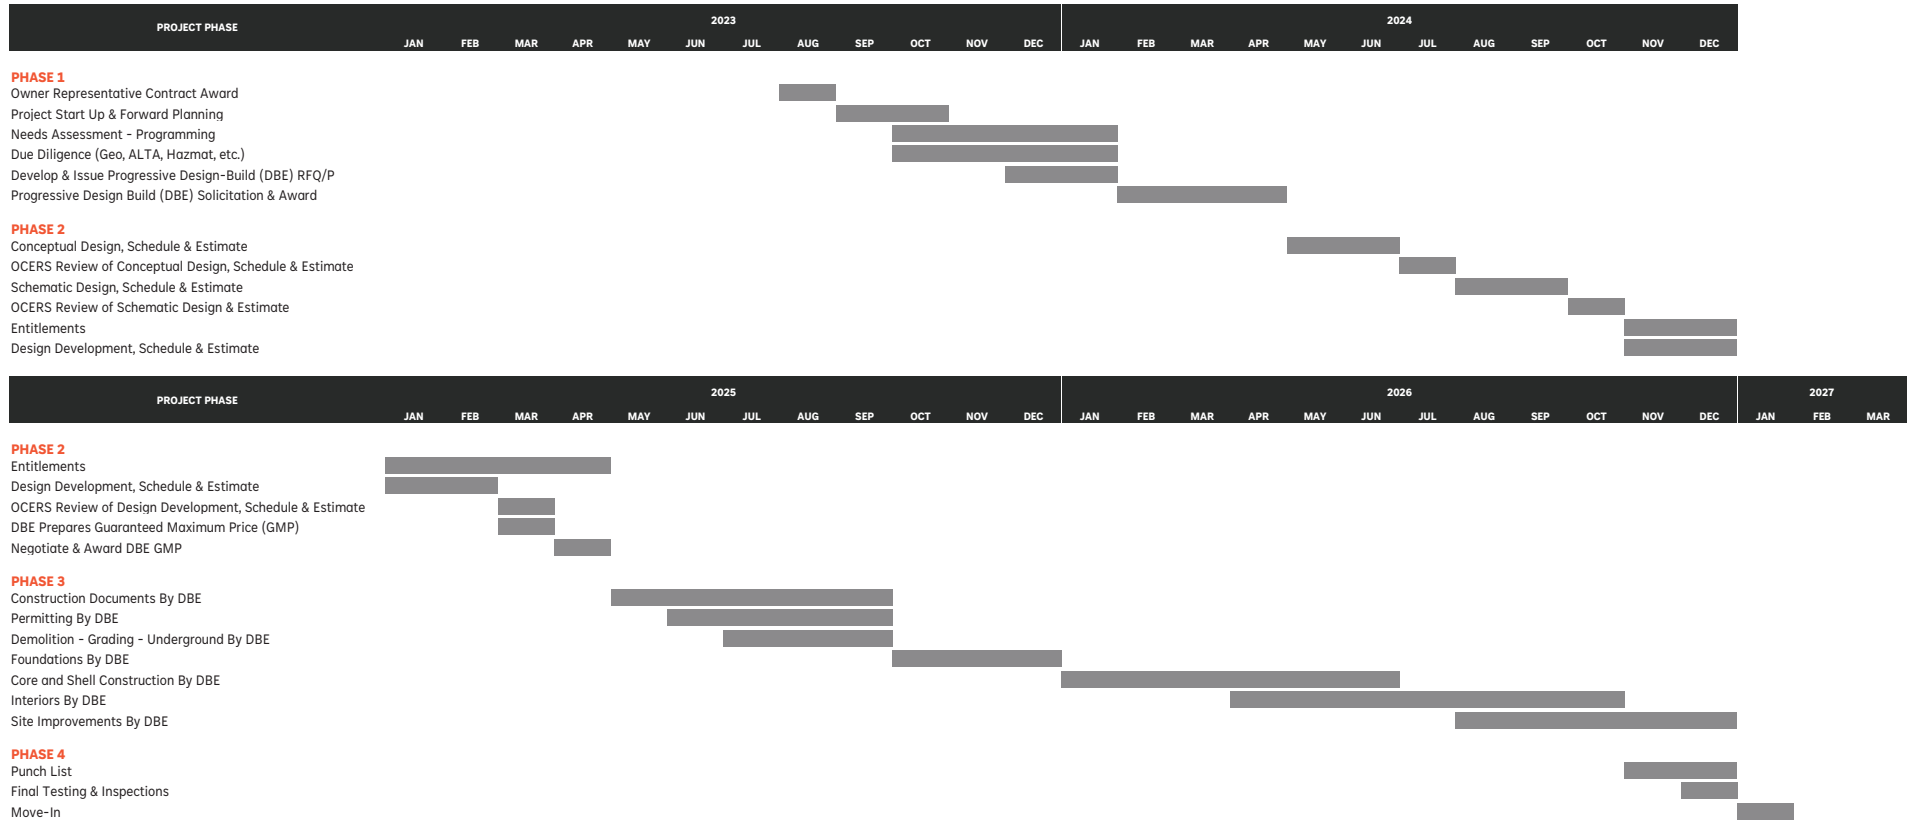 PROJECT PHASE 2023 2024
JAN FEB MAR APR MAY JUN JUL AUG SEP OCT NOV DEC JAN FEB MAR APR MAY JUN JUL AUG SEP OCT NOV DEC
PHASE 1
Owner Representative Contract Award
Project Start Up & Forward Planning
Needs Assessment - Programming
Due Diligence (Geo, ALTA, Hazmat, etc.)
Develop & Issue Progressive Design-Build (DBE) RFQ/P
Progressive Design Build (DBE) Solicitation & Award
PHASE 2
Conceptual Design, Schedule & Estimate
OCERS Review of Conceptual Design, Schedule & Estimate
Schematic Design, Schedule & Estimate
OCERS Review of Schematic Design & Estimate
Entitlements
Design Development, Schedule & Estimate
PROJECT PHASE 2025 2026 2027
JAN FEB MAR APR MAY JUN JUL AUG SEP OCT NOV DEC JAN FEB MAR APR MAY JUN JUL AUG SEP OCT NOV DEC JAN FEB MAR
PHASE 2
Entitlements
Design Development, Schedule & Estimate
OCERS Review of Design Development, Schedule & Estimate
DBE Prepares Guaranteed Maximum Price (GMP)
Negotiate & Award DBE GMP
PHASE 3
Construction Documents By DBE
Permitting By DBE
Demolition - Grading - Underground By DBE
Foundations By DBE
Core and Shell Construction By DBE
Interiors By DBE
Site Improvements By DBE
PHASE 4
Punch List
Final Testing & Inspections
Move-In